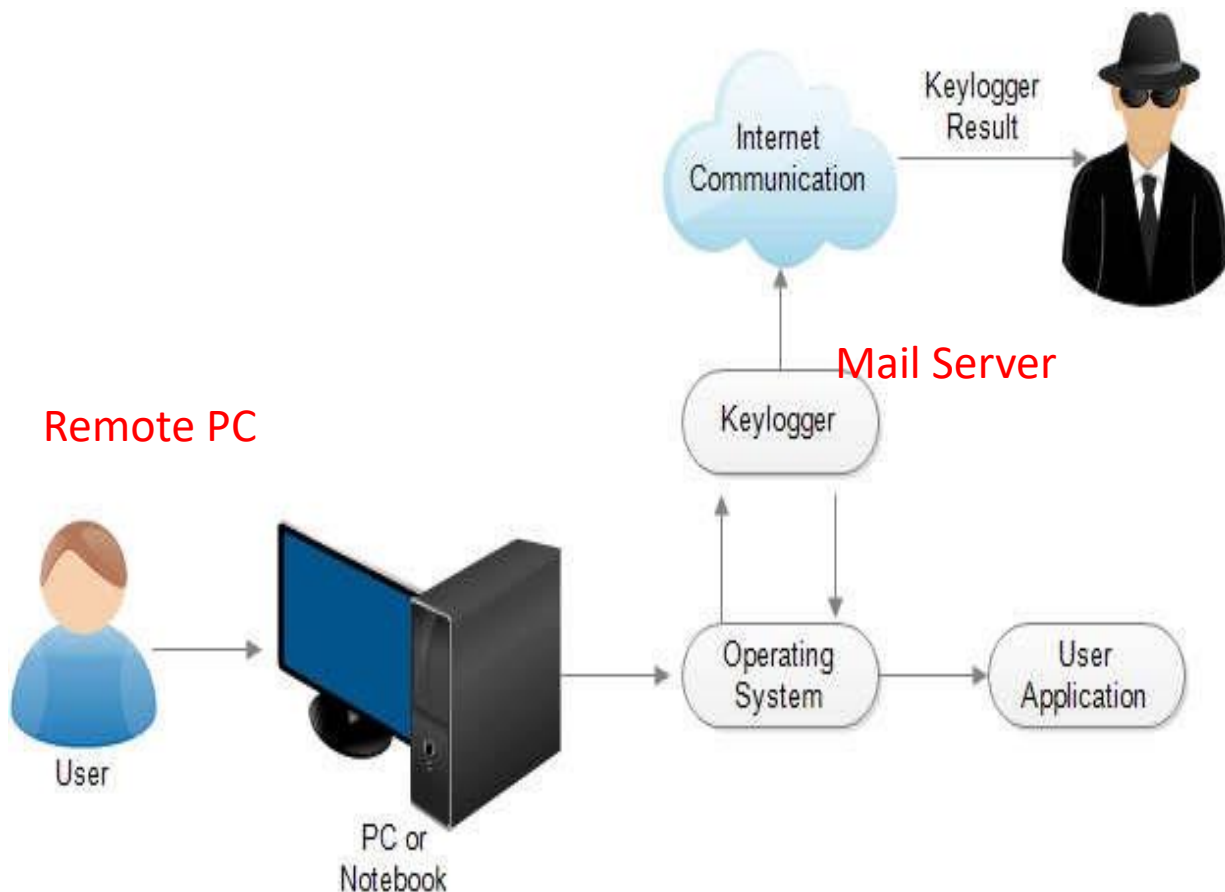 Internet
Communication
Keylogger
Result
Mail Server
Remote PC
Keylogger
Operating
System
User
Application
User
PC or
Notebook